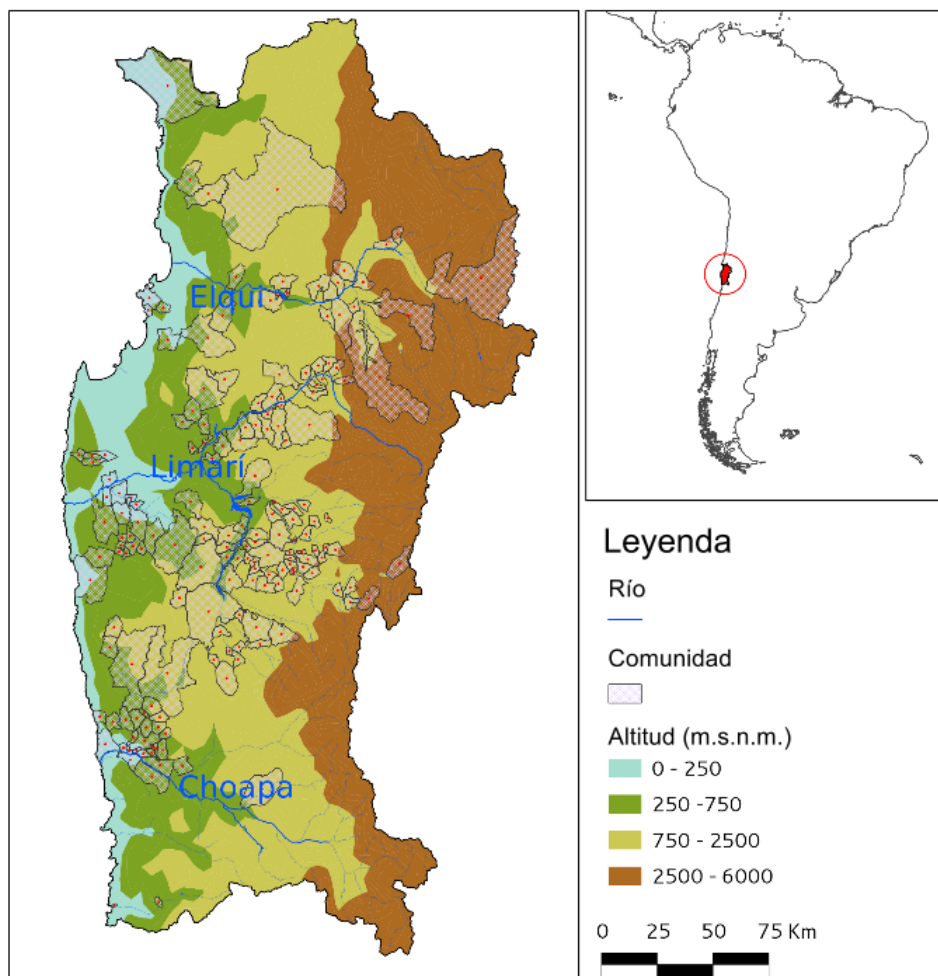 Elqui
Limarí
Choapa
Leyenda
Río
Comunidad
Altitud (m.s.n.m.)
0 - 250
250 -750
750 - 2500
2500 - 6000
0 25 50 75 Km